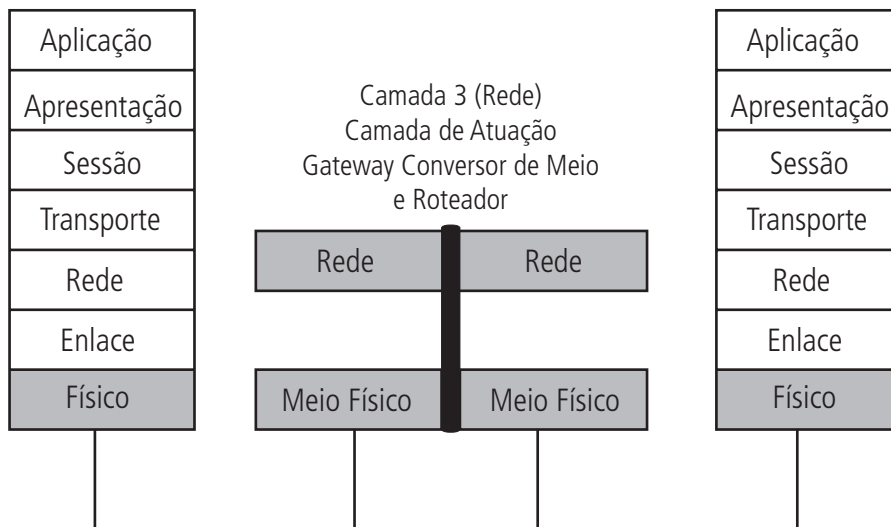 Aplicação
Apresentação
Sessão
Transporte
Rede
Enlace
Físico
Camada 3 (Rede)
Camada de Atuação
Gateway Conversor de Meio
e Roteador
Rede
Rede
Meio Físico
Meio Físico
Aplicação
Apresentação
Sessão
Transporte
Rede
Enlace
Físico